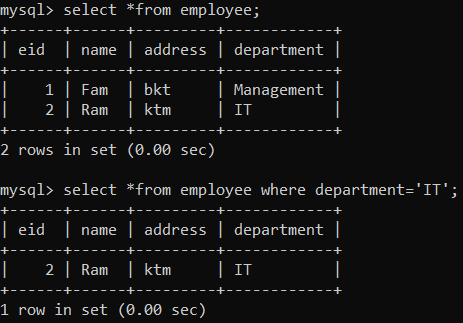 mysql> select *from employee;
+------+------+---------+------------+
| eid  | name | address | department |
+------+------+---------+------------+
|    1 | Fam  | bkt     | Management |
|    2 | Ram  | ktm     | IT         |
+------+------+---------+------------+
2 rows in set (0.00 sec)

mysql> select *from employee where department='IT';
+------+------+---------+------------+
| eid  | name | address | department |
+------+------+---------+------------+
|    2 | Ram  | ktm     | IT         |
+------+------+---------+------------+
1 row in set (0.00 sec)